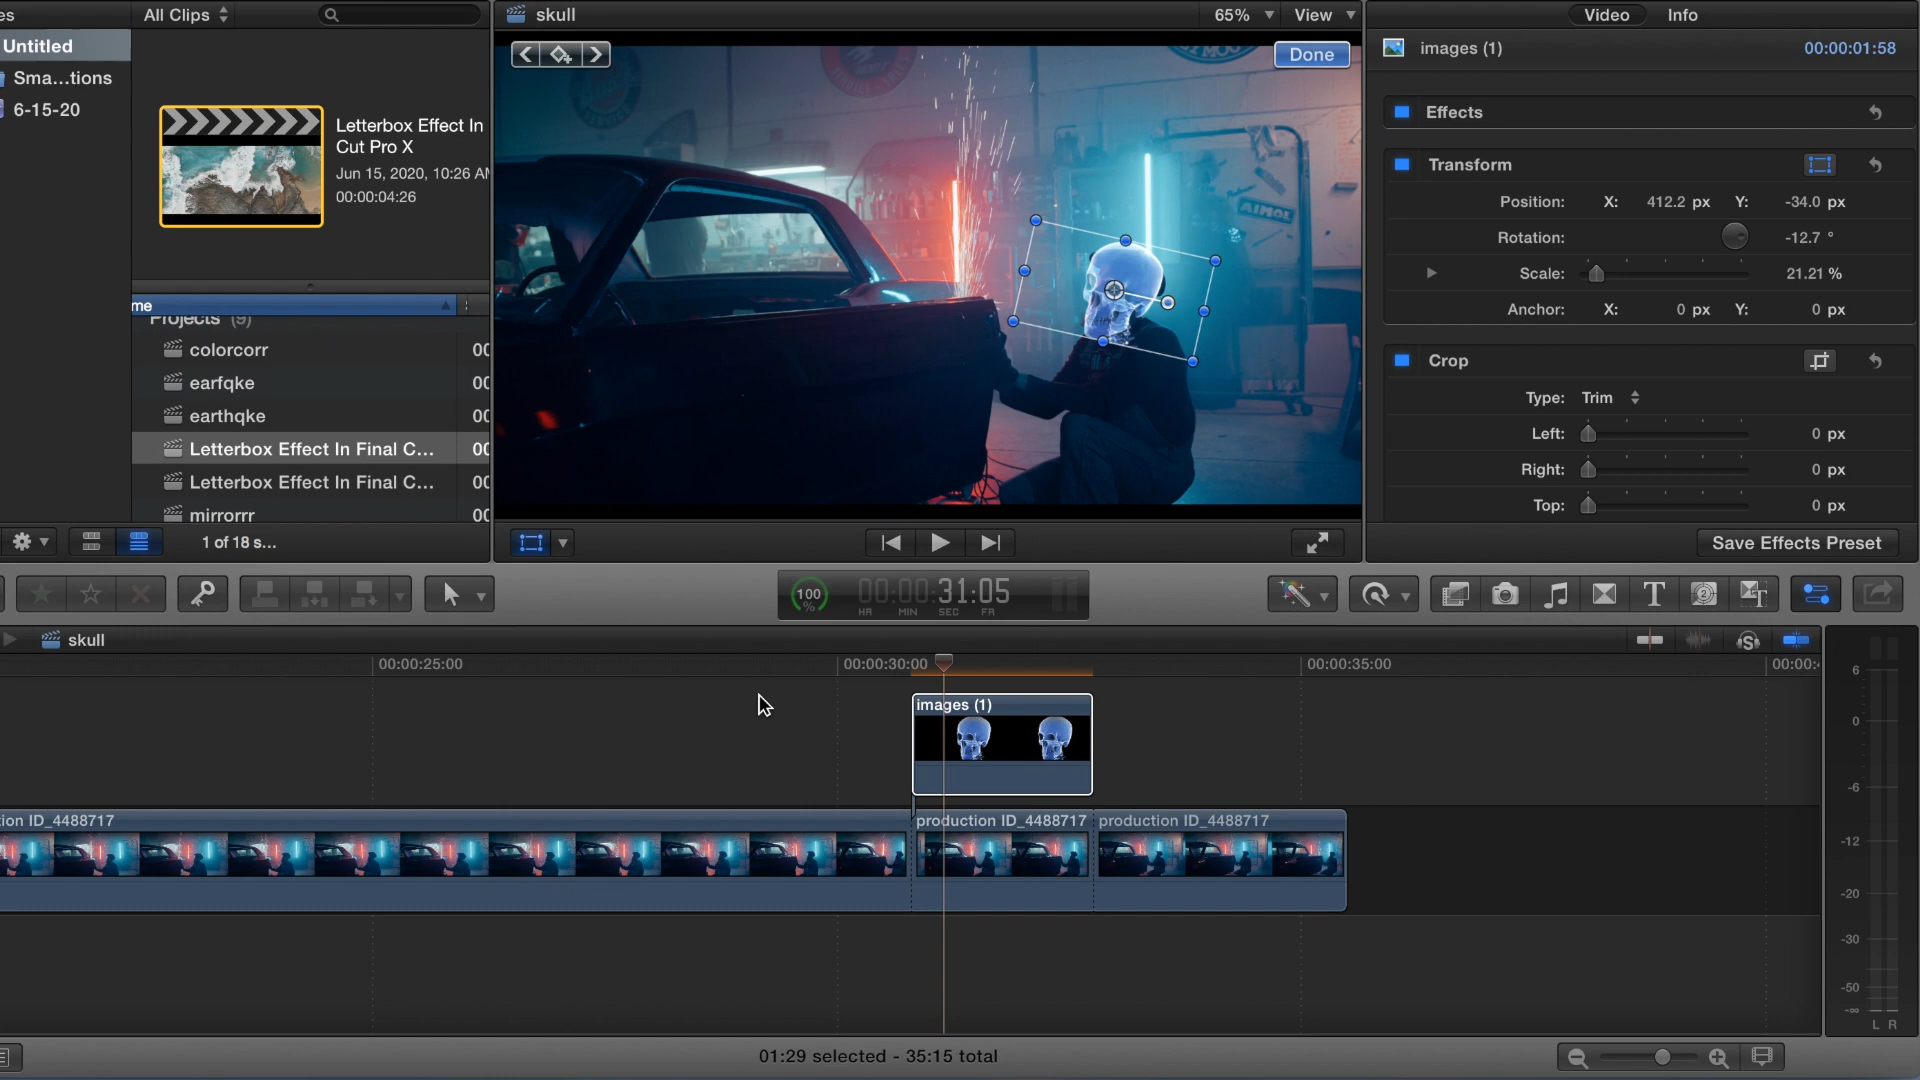 es
All Clips
skull
65%
View
Video
Info
Untitled
Sma...tions
6-15-20
Letterbox Effect In
Cut Pro X
Jun 15, 2020, 10:26 AM
00:00:04:26
Done
AIMOL
images (1)
00:00:01:58
Effects
Transform
Position: X: 412.2 px Y: -34.0 px
Rotation: -12.7 °
Scale: 21.21 %
Anchor: X: 0 px Y: 0 px
Crop
Type: Trim
Left: 0 px
Right: 0 px
Top: 0 px
Save Effects Preset
me
Projects (9)
colorcorr 00
earfqke 00
earthqke 00
Letterbox Effect In Final C... 00
Letterbox Effect In Final C... 00
mirrorrr 00
1 of 18 s...
100 %
00:00:31:05
HR MIN SEC FR
skull
00:00:25:00
00:00:30:00
00:00:35:00
00:00:4
images (1)
ion ID_4488717
production ID_4488717
production ID_4488717
6
0
-6
-12
-20
-30
-50
-∞
L R
01:29 selected - 35:15 total